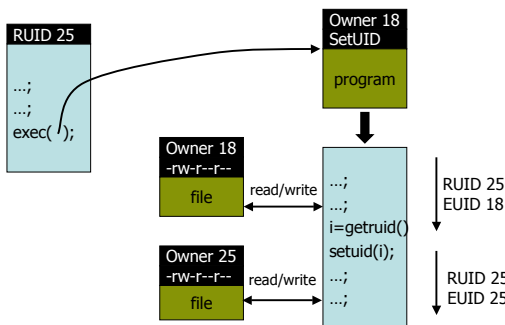 RUID 25
...;
...;
exec( );
Owner 18
SetUID
program
Owner 18
-rw-r--r--
file
read/write
...;
...;
i=getruid()
setuid(i);
...;
...;
RUID 25
EUID 18
Owner 25
-rw-r--r--
file
read/write
RUID 25
EUID 25